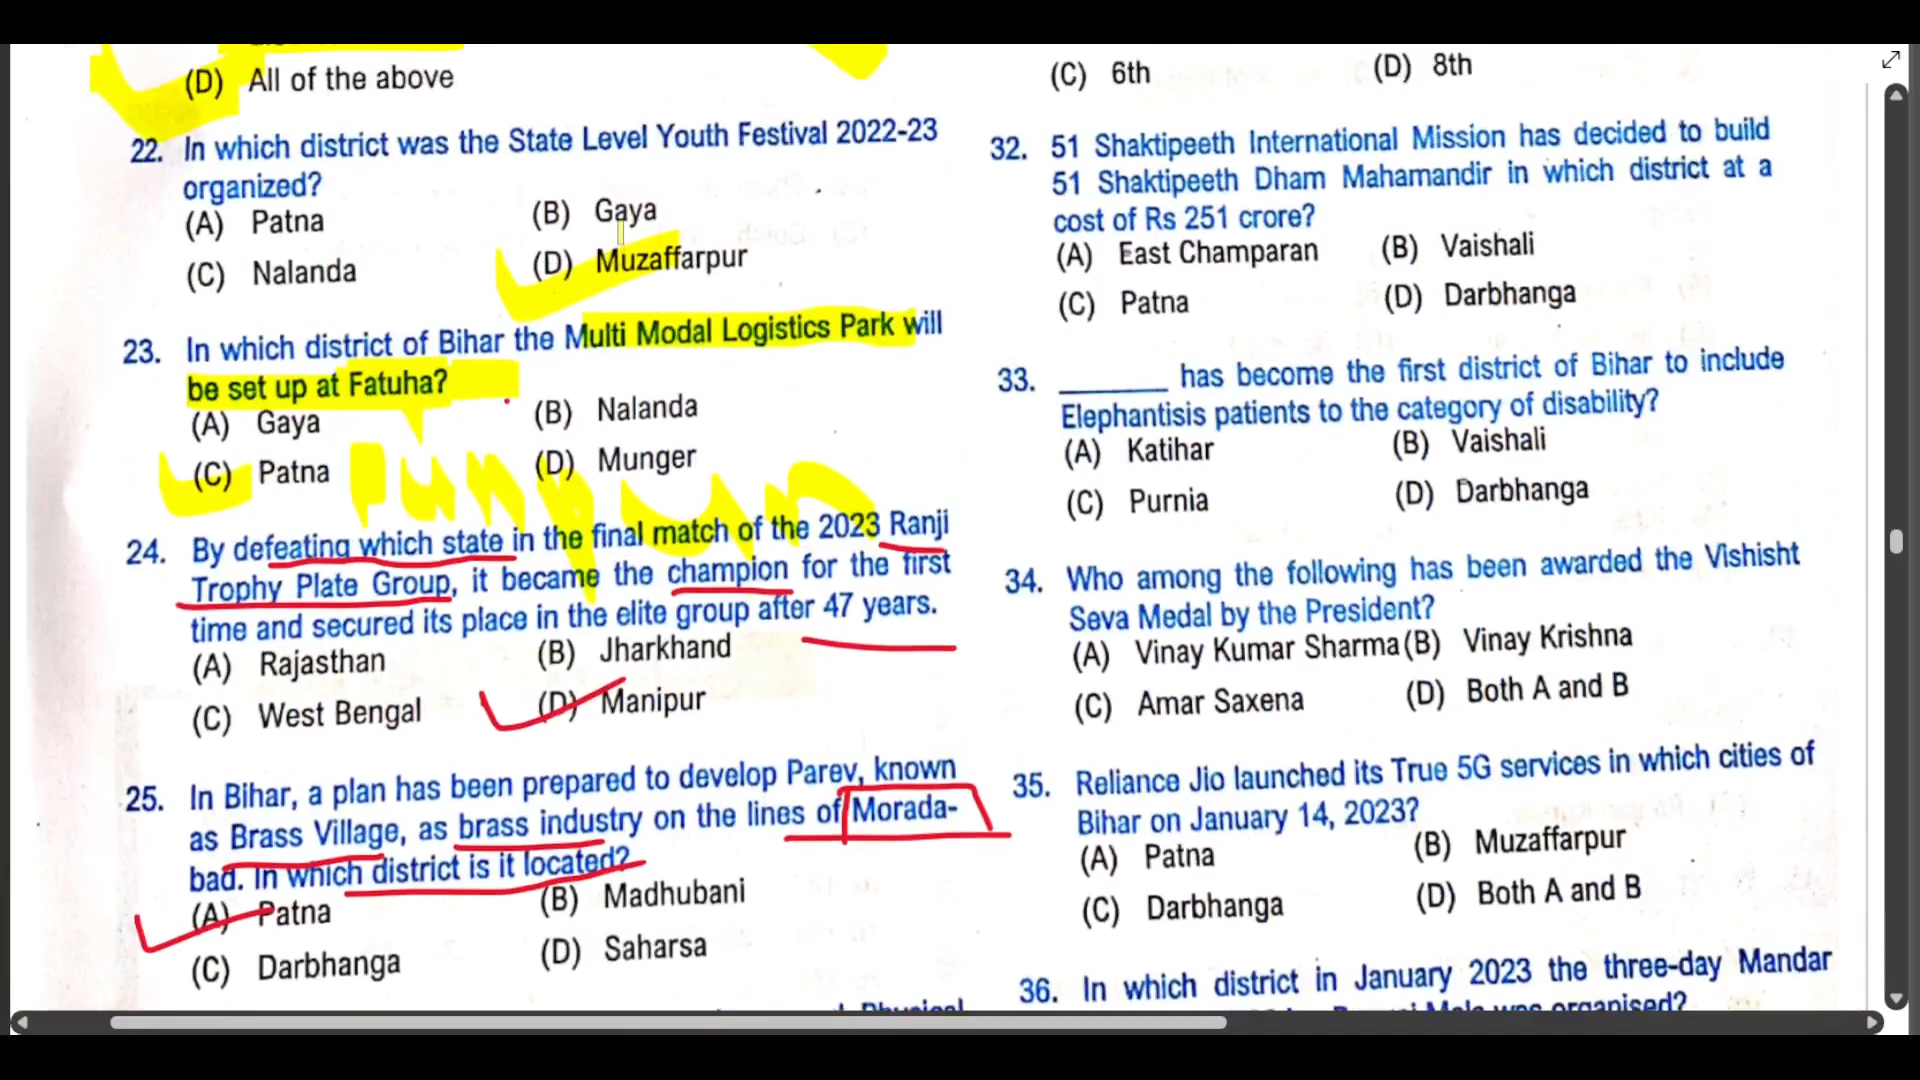 (D) All of the above
22. In which district was the State Level Youth Festival 2022-23
organized?
(A) Patna (B) Gaya
(C) Nalanda (D) Muzaffarpur
23. In which district of Bihar the Multi Modal Logistics Park will
be set up at Fatuha?
(A) Gaya (B) Nalanda
(C) Patna (D) Munger
Punpun
24. By defeating which state in the final match of the 2023 Ranji
Trophy Plate Group, it became the champion for the first
time and secured its place in the elite group after 47 years.
(A) Rajasthan (B) Jharkhand
(C) West Bengal (D) Manipur
25. In Bihar, a plan has been prepared to develop Parev, known
as Brass Village, as brass industry on the lines of Morada-
bad. In which district is it located?
(A) Patna (B) Madhubani
(C) Darbhanga (D) Saharsa
Physical
(C) 6th (D) 8th
32. 51 Shaktipeeth International Mission has decided to build
51 Shaktipeeth Dham Mahamandir in which district at a
cost of Rs 251 crore?
(A) East Champaran (B) Vaishali
(C) Patna (D) Darbhanga
33. ________ has become the first district of Bihar to include
Elephantisis patients to the category of disability?
(A) Katihar (B) Vaishali
(C) Purnia (D) Darbhanga
34. Who among the following has been awarded the Vishisht
Seva Medal by the President?
(A) Vinay Kumar Sharma (B) Vinay Krishna
(C) Amar Saxena (D) Both A and B
35. Reliance Jio launched its True 5G services in which cities of
Bihar on January 14, 2023?
(A) Patna (B) Muzaffarpur
(C) Darbhanga (D) Both A and B
36. In which district in January 2023 the three-day Mandar
Mela was organised?